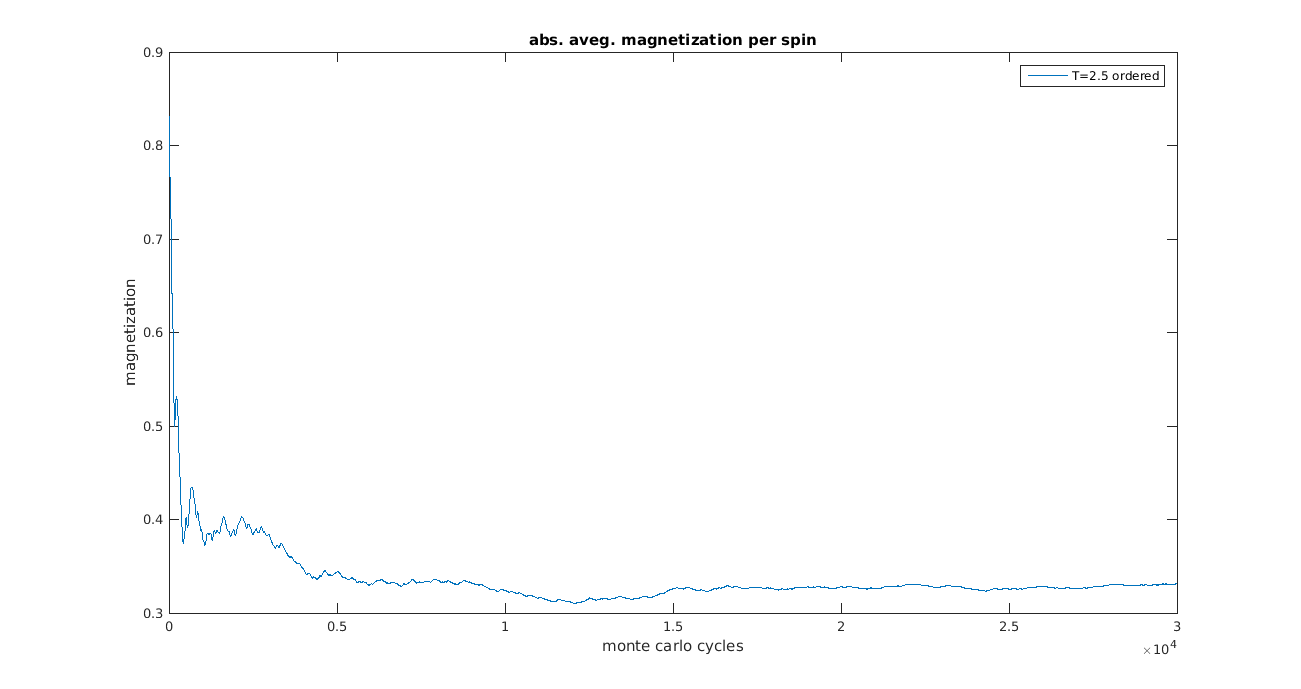 abs. aveg. magnetization per spin
T=2.5 ordered
magnetization
0.9
0.8
0.7
0.6
0.5
0.4
0.3
0 0.5 1 1.5 2 2.5 3
monte carlo cycles
×10^4